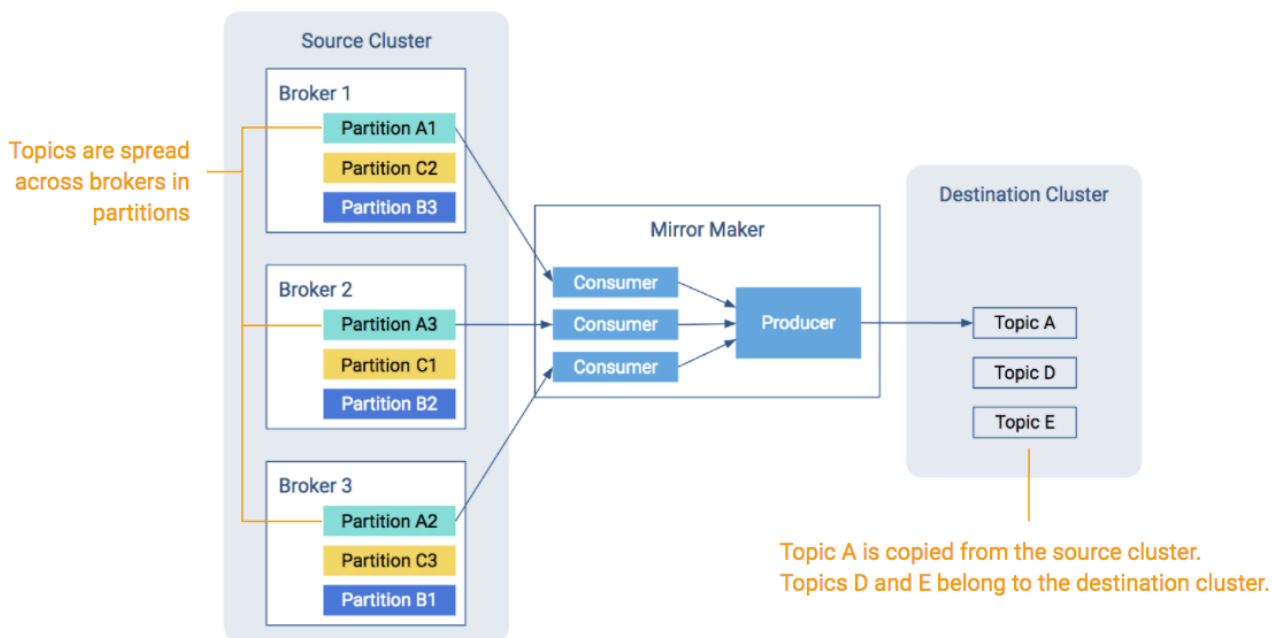 Source Cluster
Broker 1
Partition A1
Partition C2
Partition B3
Topics are spread
across brokers in
partitions
Broker 2
Partition A3
Partition C1
Partition B2
Broker 3
Partition A2
Partition C3
Partition B1
Mirror Maker
Consumer
Consumer
Consumer
Producer
Destination Cluster
Topic A
Topic D
Topic E
Topic A is copied from the source cluster.
Topics D and E belong to the destination cluster.